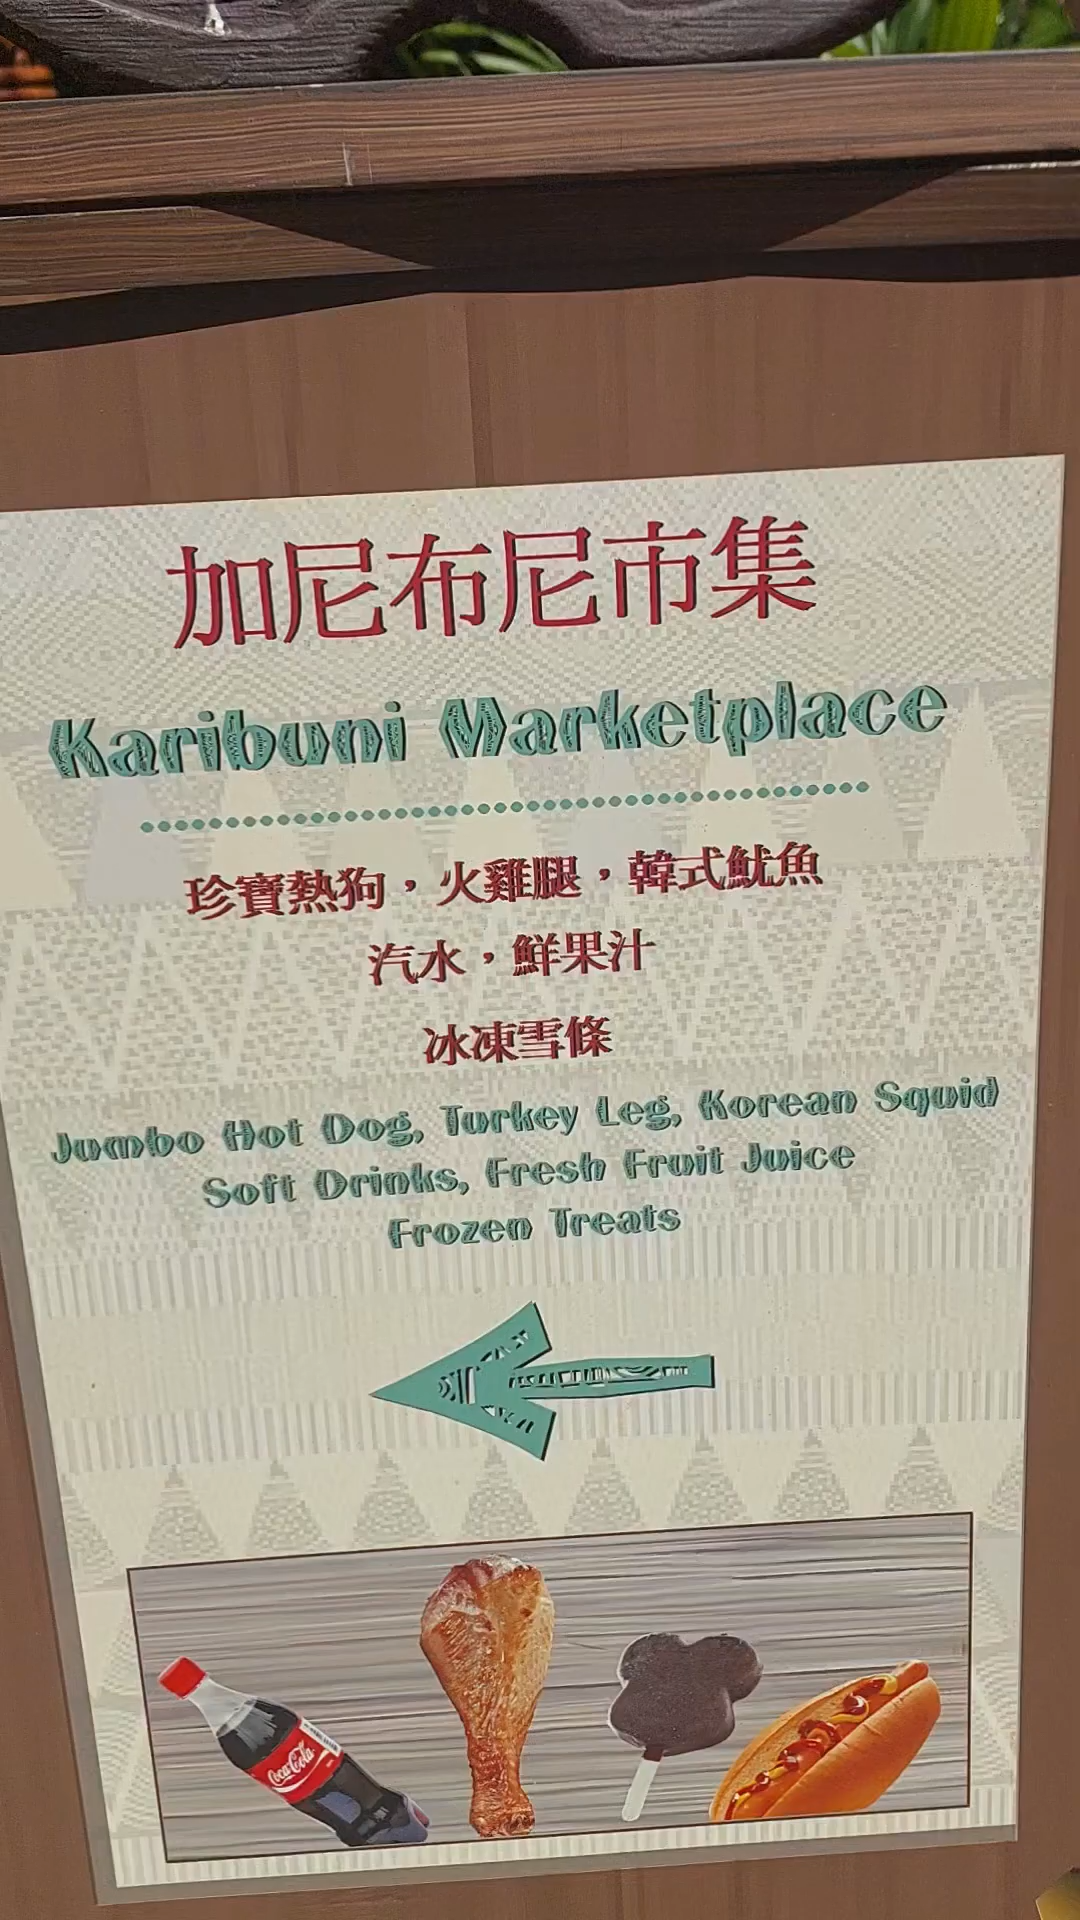 加尼布尼市集
Karibuni Marketplace
珍寶熱狗，火雞腿，韓式魷魚
汽水，鮮果汁
冰凍雪條
Jumbo Hot Dog, Turkey Leg, Korean Squid
Soft Drinks, Fresh Fruit Juice
Frozen Treats
Coca-Cola